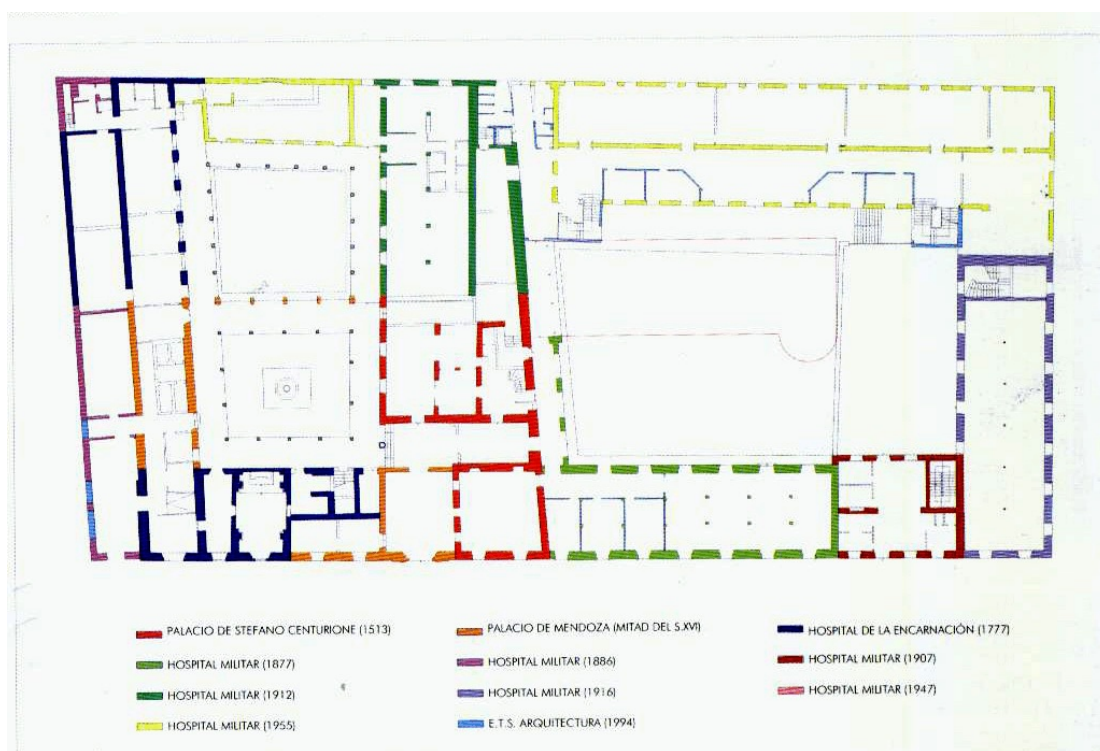 PALACIO DE STEFANO CENTURIONE (1513)
PALACIO DE MENDOZA (MITAD DEL S.XVI)
HOSPITAL DE LA ENCARNACIÓN (1777)
HOSPITAL MILITAR (1877)
HOSPITAL MILITAR (1886)
HOSPITAL MILITAR (1907)
HOSPITAL MILITAR (1912)
HOSPITAL MILITAR (1916)
HOSPITAL MILITAR (1947)
HOSPITAL MILITAR (1955)
E.T.S. ARQUITECTURA (1994)